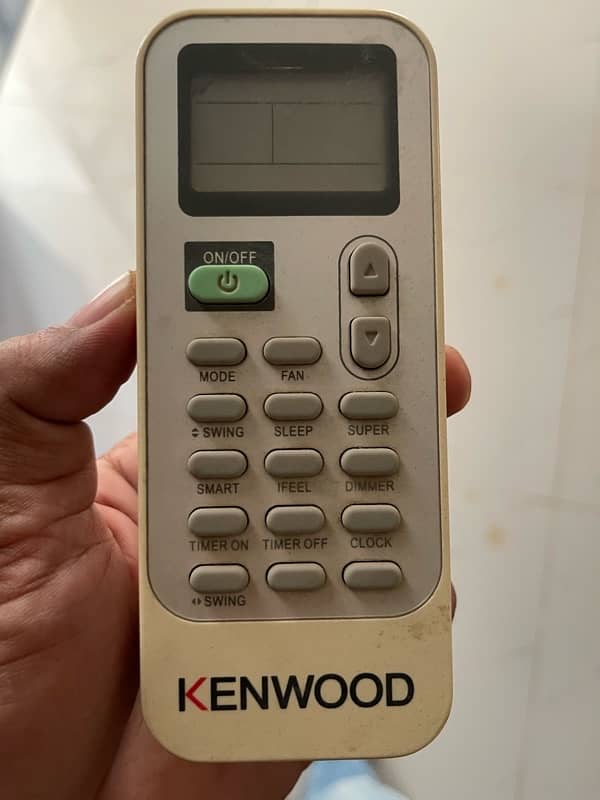 ON/OFF
MODE FAN
SWING SLEEP SUPER
SMART IFEEL DIMMER
TIMER ON TIMER OFF CLOCK
SWING
KENWOOD